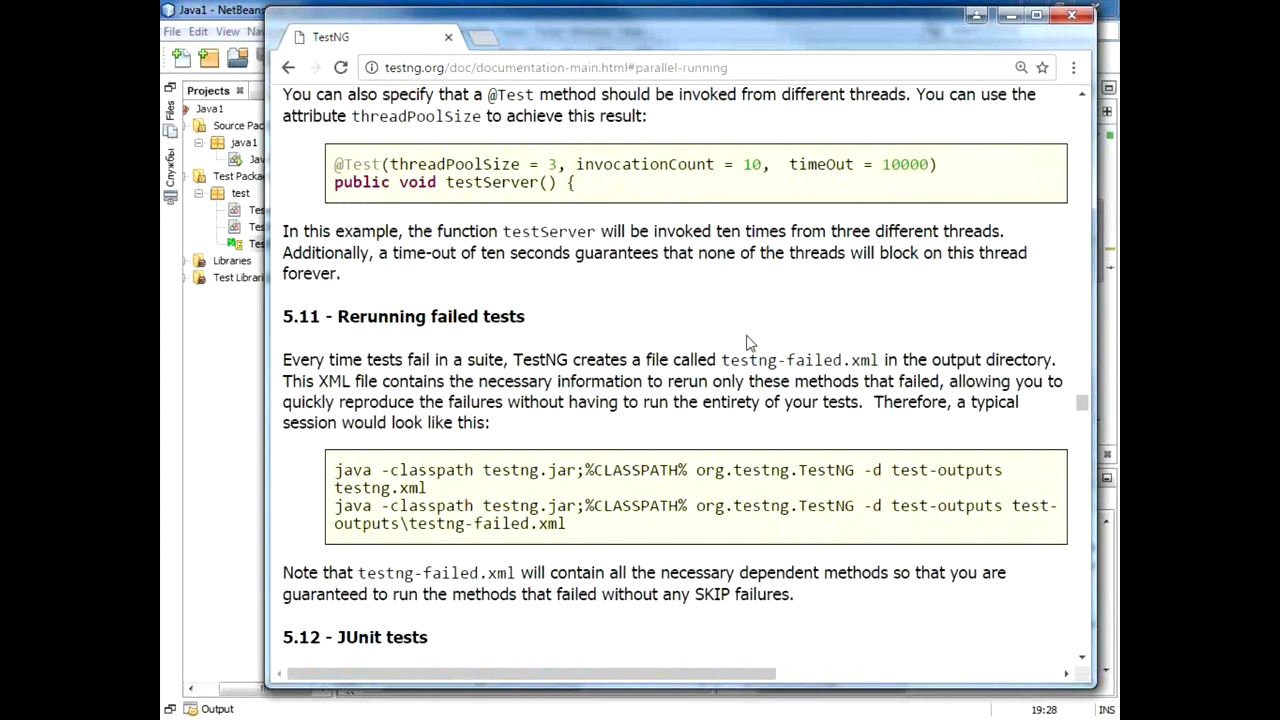 Java1 - NetBeans
File Edit View Nav
Projects
Files
Службы
Java1
Source Pac
java1
Jav
Test Packag
test
Tes
Tes
Tes
Libraries
Test Librari
TestNG
testng.org/doc/documentation-main.html#parallel-running
You can also specify that a @Test method should be invoked from different threads. You can use the
attribute threadPoolSize to achieve this result:
@Test(threadPoolSize = 3, invocationCount = 10,  timeOut = 10000)
public void testServer() {
In this example, the function testServer will be invoked ten times from three different threads.
Additionally, a time-out of ten seconds guarantees that none of the threads will block on this thread
forever.
5.11 - Rerunning failed tests
Every time tests fail in a suite, TestNG creates a file called testng-failed.xml in the output directory.
This XML file contains the necessary information to rerun only these methods that failed, allowing you to
quickly reproduce the failures without having to run the entirety of your tests.  Therefore, a typical
session would look like this:
java -classpath testng.jar;%CLASSPATH% org.testng.TestNG -d test-outputs
testng.xml
java -classpath testng.jar;%CLASSPATH% org.testng.TestNG -d test-outputs test-
outputs\testng-failed.xml
Note that testng-failed.xml will contain all the necessary dependent methods so that you are
guaranteed to run the methods that failed without any SKIP failures.
5.12 - JUnit tests
Output
19:28 INS